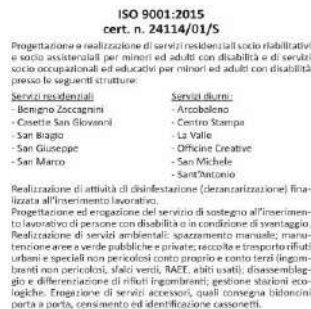 ISO 9001:2015
cert. n. 24114/01/S
Progettazione e realizzazione di servizi residenziali socio riabilitativi
e socio assistenziali per minori ed adulti con disabilità e di servizi
socio occupazionali ed educativi per minori ed adulti con disabilità
presso le seguenti strutture:
Servizi residenziali
- Benigno Zaccagnini
- Casette San Giovanni
- San Biagio
- San Giuseppe
- San Marco
Servizi diurni:
- Arcobaleno
- Centro Stampa
- La Valle
- Officine Creative
- San Michele
- Sant'Antonio
Realizzazione di attività di disinfestazione (dezanzarizzazione) fina-
lizzata all'inserimento lavorativo.
Progettazione ed erogazione del servizio di sostegno all'inserimen-
to lavorativo di persone con disabilità o in condizione di svantaggio.
Realizzazione di servizi ambientali: spazzamento manuale; manu-
tenzione aree a verde pubbliche e private; raccolta e trasporto rifiuti
urbani e speciali non pericolosi conto proprio e conto terzi (ingom-
branti non pericolosi, sfalci verdi, RAEE, abiti usati); disassemblag-
gio e differenziazione di rifiuti ingombranti; gestione stazioni eco-
logiche. Erogazione di servizi accessori, quali consegna bidoncini
porta a porta, censimento ed identificazione cassonetti.